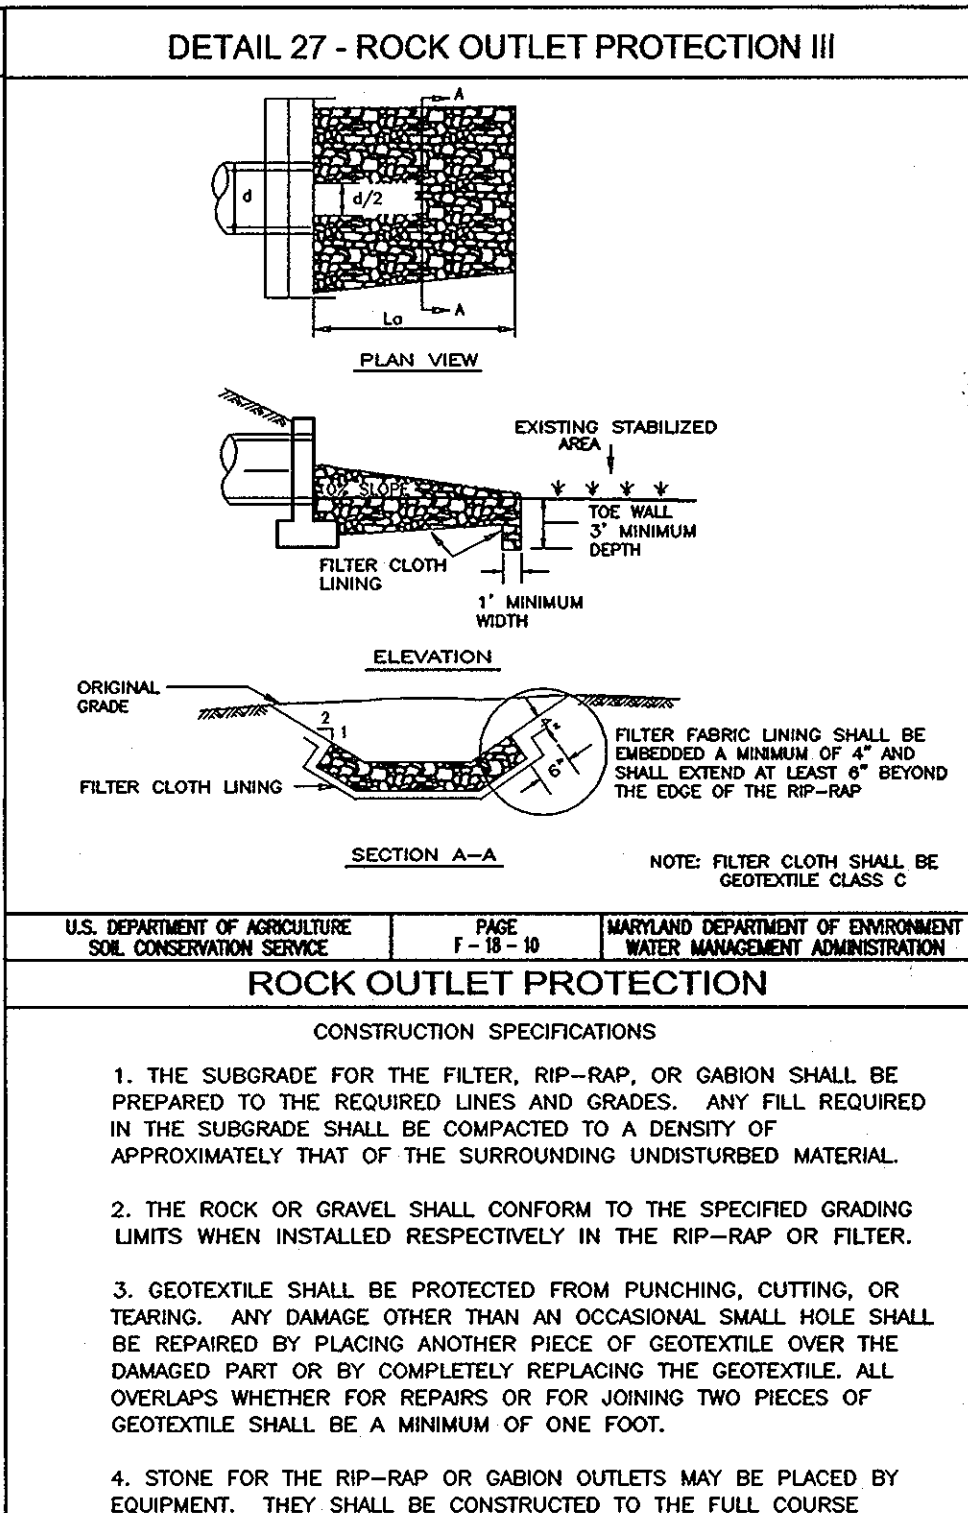 DETAIL 27 - ROCK OUTLET PROTECTION III
A
d
d/2
A
La
PLAN VIEW
EXISTING STABILIZED
AREA
0% SLOPE
TOE WALL
3' MINIMUM
DEPTH
FILTER CLOTH
LINING
1' MINIMUM
WIDTH
ELEVATION
ORIGINAL
GRADE
2
1
4"
6"
FILTER FABRIC LINING SHALL BE
EMBEDDED A MINIMUM OF 4" AND
SHALL EXTEND AT LEAST 6" BEYOND
THE EDGE OF THE RIP-RAP
FILTER CLOTH LINING
SECTION A-A
NOTE: FILTER CLOTH SHALL BE
GEOTEXTILE CLASS C
U.S. DEPARTMENT OF AGRICULTURE
SOIL CONSERVATION SERVICE
PAGE
F - 18 - 10
MARYLAND DEPARTMENT OF ENVIRONMENT
WATER MANAGEMENT ADMINISTRATION
ROCK OUTLET PROTECTION
CONSTRUCTION SPECIFICATIONS
1. THE SUBGRADE FOR THE FILTER, RIP-RAP, OR GABION SHALL BE
PREPARED TO THE REQUIRED LINES AND GRADES. ANY FILL REQUIRED
IN THE SUBGRADE SHALL BE COMPACTED TO A DENSITY OF
APPROXIMATELY THAT OF THE SURROUNDING UNDISTURBED MATERIAL.
2. THE ROCK OR GRAVEL SHALL CONFORM TO THE SPECIFIED GRADING
LIMITS WHEN INSTALLED RESPECTIVELY IN THE RIP-RAP OR FILTER.
3. GEOTEXTILE SHALL BE PROTECTED FROM PUNCHING, CUTTING, OR
TEARING. ANY DAMAGE OTHER THAN AN OCCASIONAL SMALL HOLE SHALL
BE REPAIRED BY PLACING ANOTHER PIECE OF GEOTEXTILE OVER THE
DAMAGED PART OR BY COMPLETELY REPLACING THE GEOTEXTILE. ALL
OVERLAPS WHETHER FOR REPAIRS OR FOR JOINING TWO PIECES OF
GEOTEXTILE SHALL BE A MINIMUM OF ONE FOOT.
4. STONE FOR THE RIP-RAP OR GABION OUTLETS MAY BE PLACED BY
EQUIPMENT. THEY SHALL BE CONSTRUCTED TO THE FULL COURSE